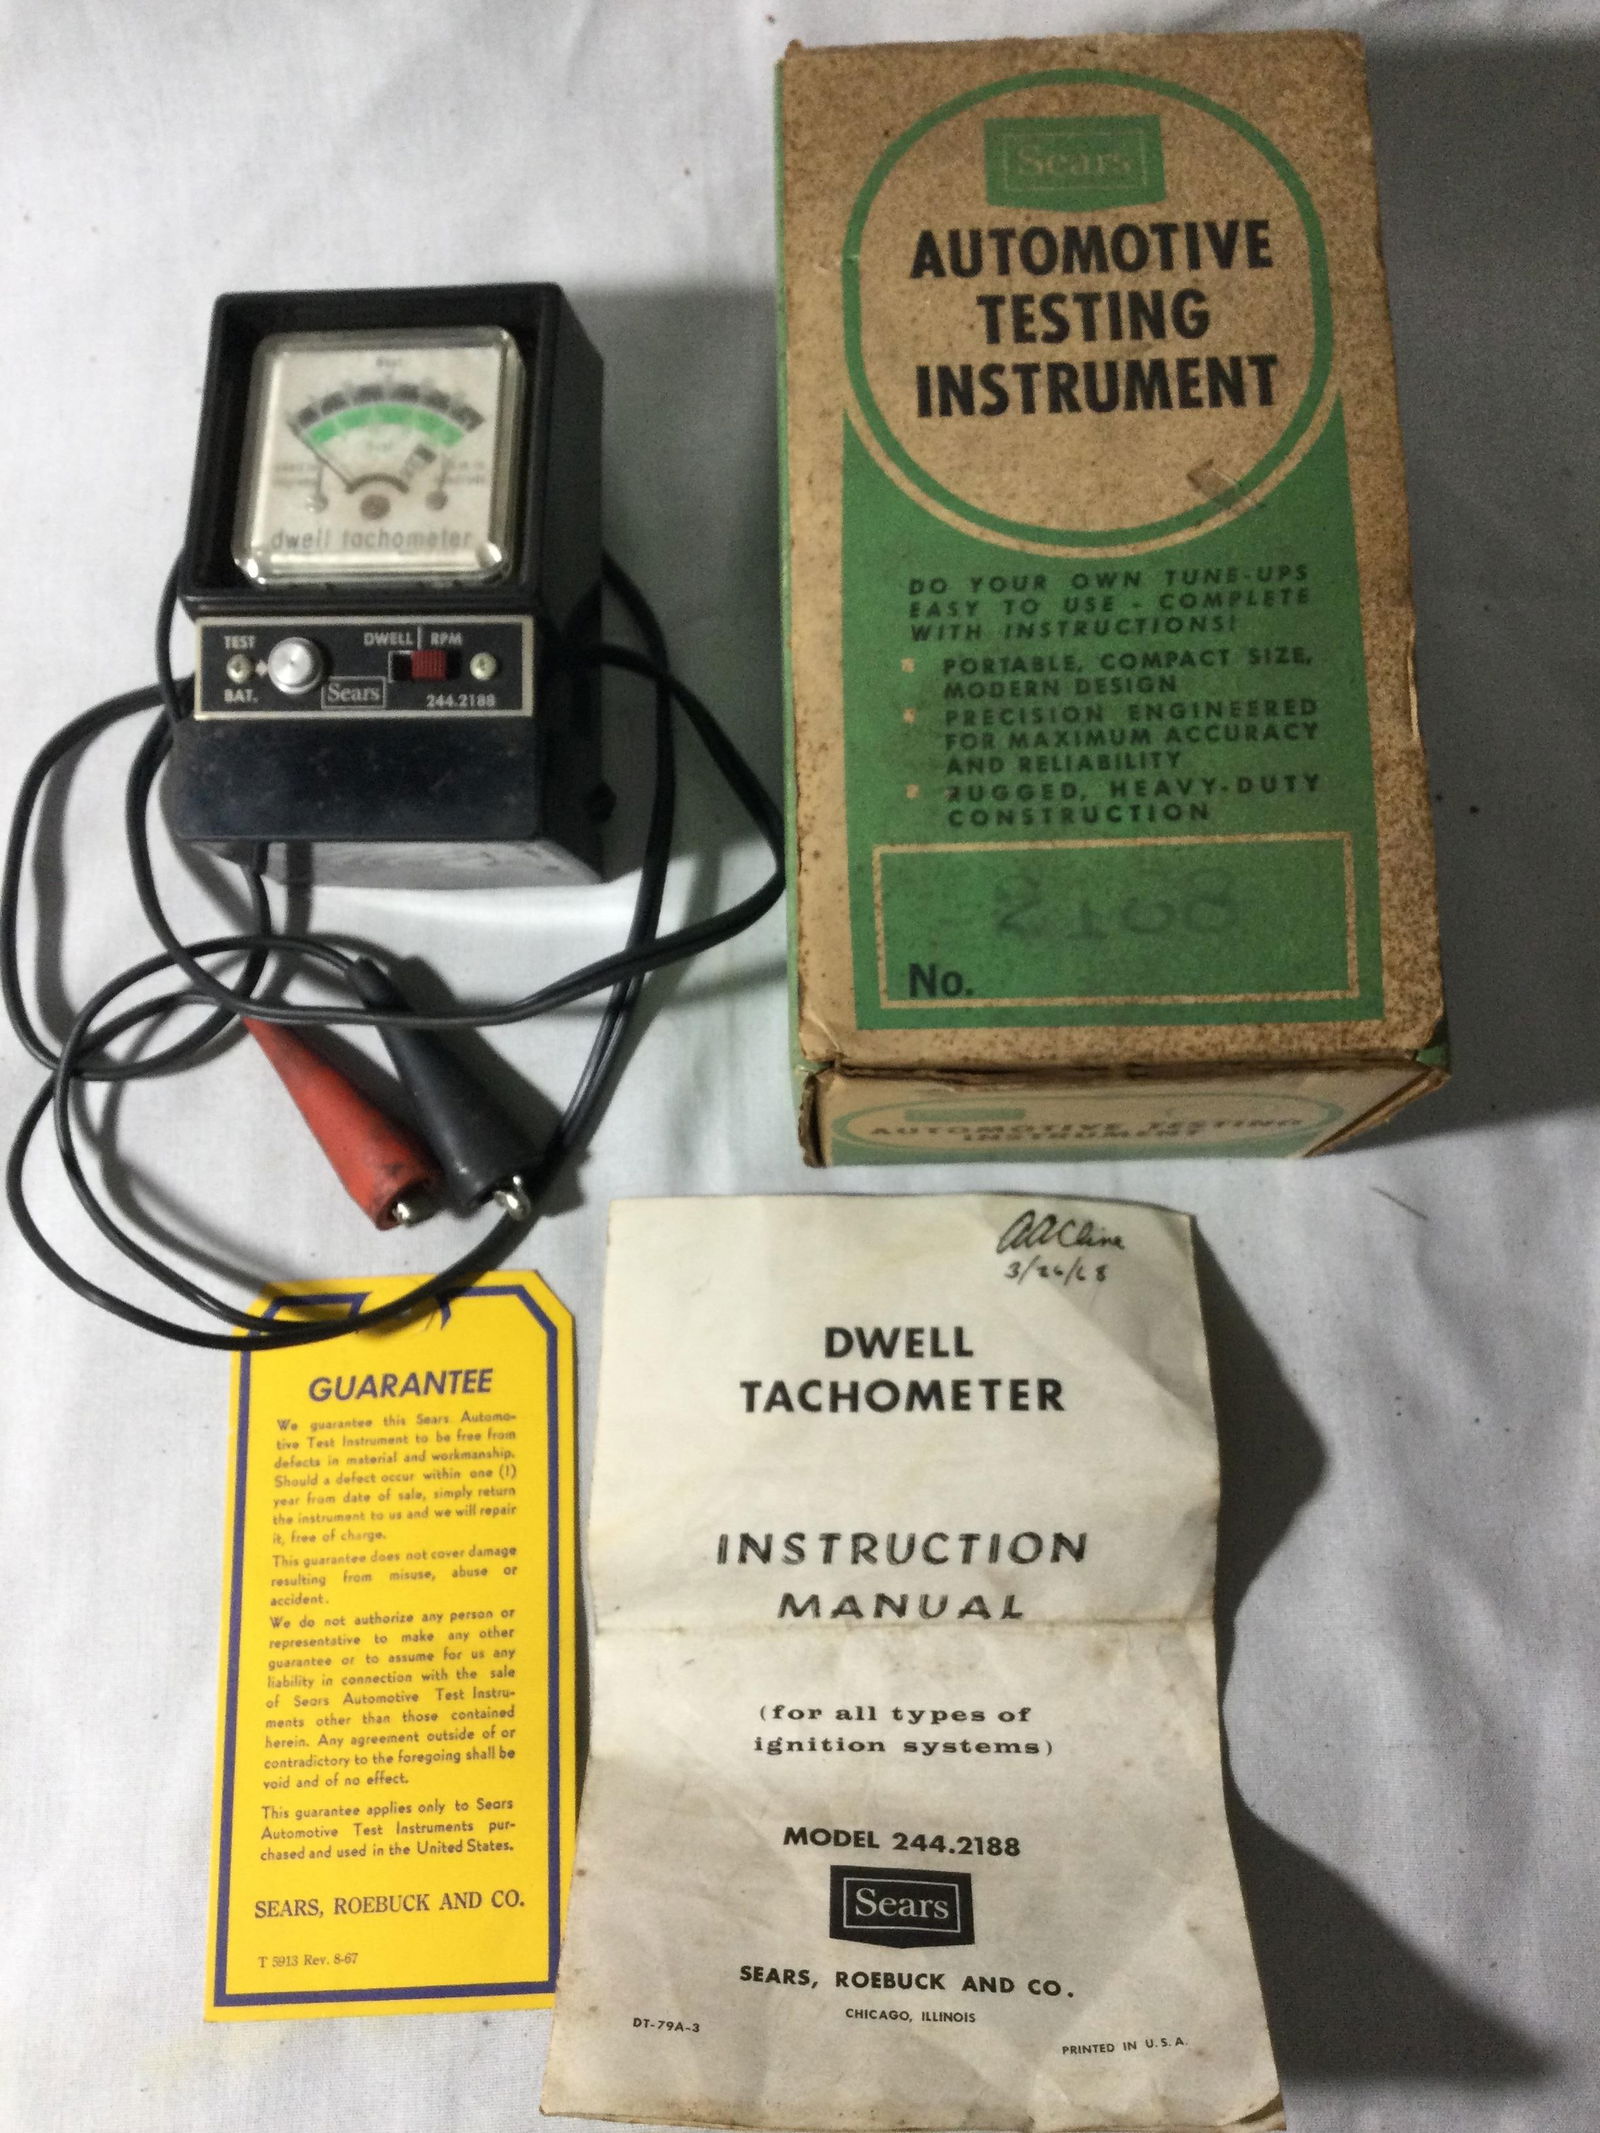 dwell tachometer
TEST
BAT.
DWELL RPM
Sears
244.2188
Sears
AUTOMOTIVE
TESTING
INSTRUMENT
DO YOUR OWN TUNE-UPS
EASY TO USE - COMPLETE
WITH INSTRUCTIONS!
PORTABLE, COMPACT SIZE,
MODERN DESIGN
PRECISION ENGINEERED
FOR MAXIMUM ACCURACY
AND RELIABILITY
RUGGED, HEAVY-DUTY
CONSTRUCTION
No.
AUTOMOTIVE TESTING
INSTRUMENT
GUARANTEE
We guarantee this Sears Automo-
tive Test Instrument to be free from
defects in material and workmanship.
Should a defect occur within one (1)
year from date of sale, simply return
the instrument to us and we will repair
it, free of charge.
This guarantee does not cover damage
resulting from misuse, abuse or
accident.
We do not authorize any person or
representative to make any other
guarantee or to assume for us any
liability in connection with the sale
of Sears Automotive Test Instru-
ments other than those contained
herein. Any agreement outside of or
contradictory to the foregoing shall be
void and of no effect.
This guarantee applies only to Sears
Automotive Test Instruments pur-
chased and used in the United States.
SEARS, ROEBUCK AND CO.
T 5913 Rev. 8-67
AACline
3/26/68
DWELL
TACHOMETER
INSTRUCTION
MANUAL
(for all types of
ignition systems)
MODEL 244.2188
Sears
SEARS, ROEBUCK AND CO.
CHICAGO, ILLINOIS
DT-79A-3
PRINTED IN U.S.A.